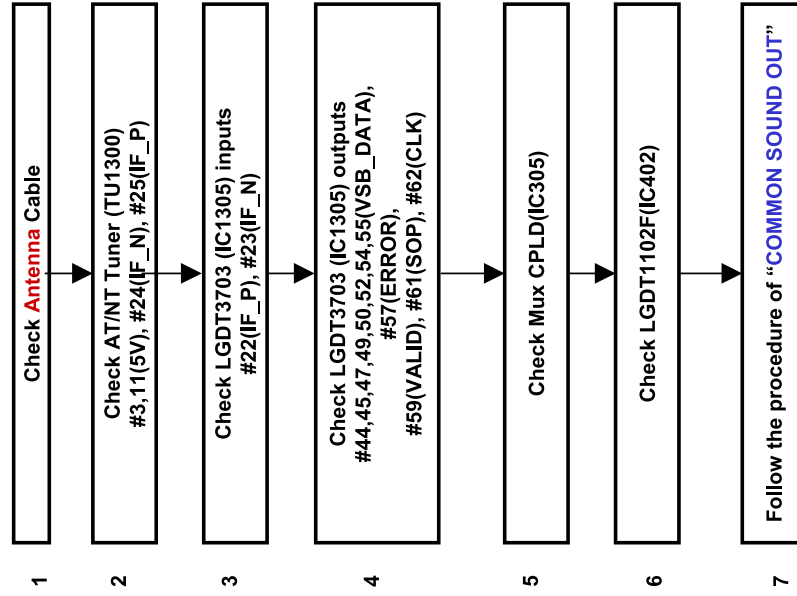 1
Check Antenna Cable
2
Check AT/NT Tuner (TU1300)
#3,11(5V), #24(IF_N), #25(IF_P)
3
Check LGDT3703 (IC1305) inputs
#22(IF_P), #23(IF_N)
4
Check LGDT3703 (IC1305) outputs
#44,45,47,49,50,52,54,55(VSB_DATA),
#57(ERROR),
#59(VALID), #61(SOP), #62(CLK)
5
Check Mux CPLD(IC305)
6
Check LGDT1102F(IC402)
7
Follow the procedure of “COMMON SOUND OUT”